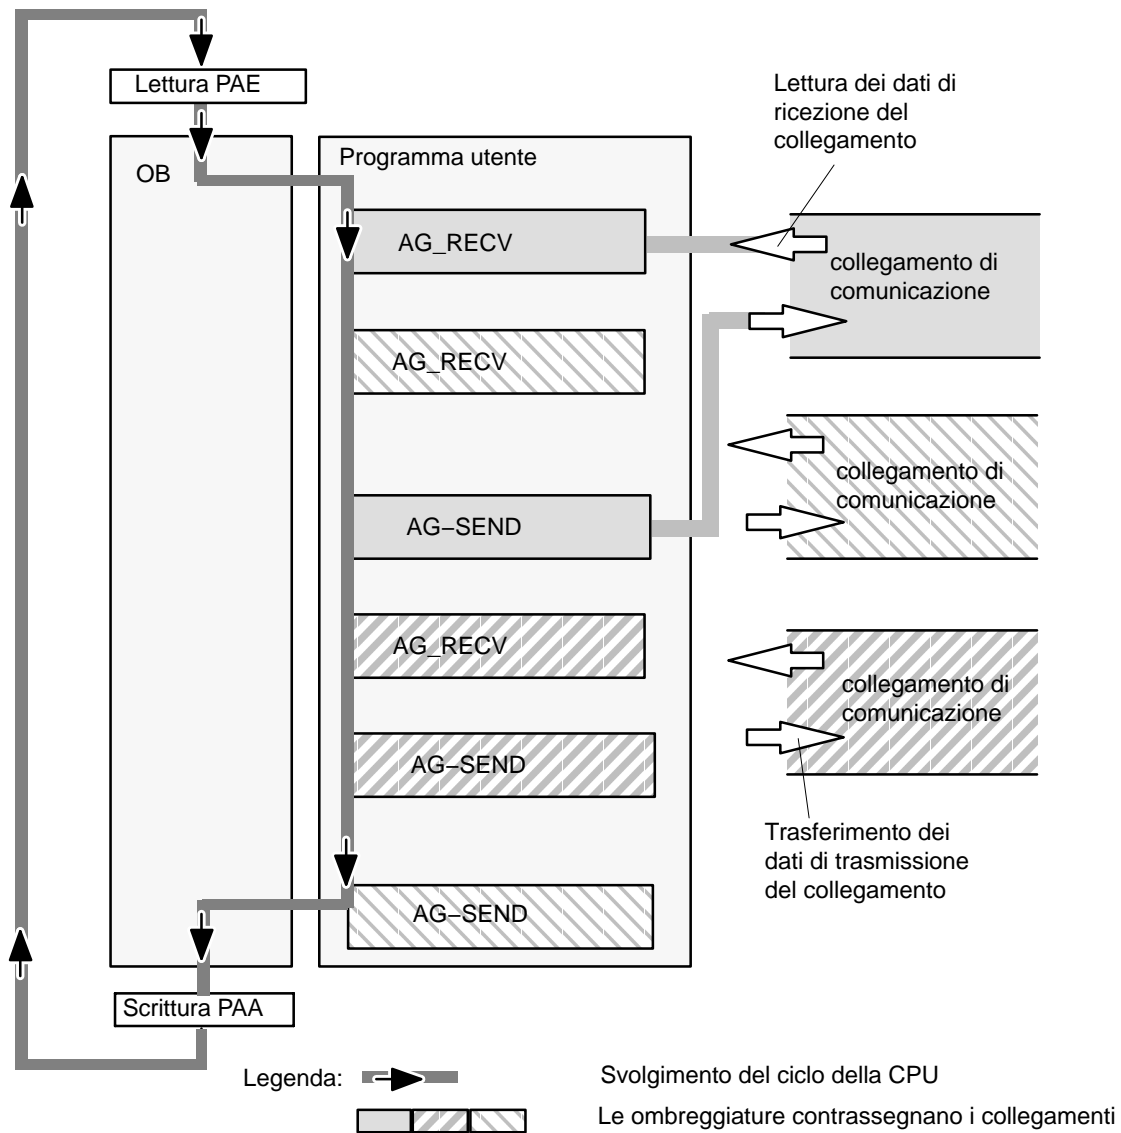 Lettura PAE
Lettura dei dati di
ricezione del
collegamento
OB
Programma utente
AG_RECV
collegamento di
comunicazione
AG_RECV
collegamento di
comunicazione
AG–SEND
AG_RECV
collegamento di
comunicazione
AG–SEND
Trasferimento dei
dati di trasmissione
del collegamento
AG–SEND
Scrittura PAA
Legenda:
Svolgimento del ciclo della CPU
Le ombreggiature contrassegnano i collegamenti